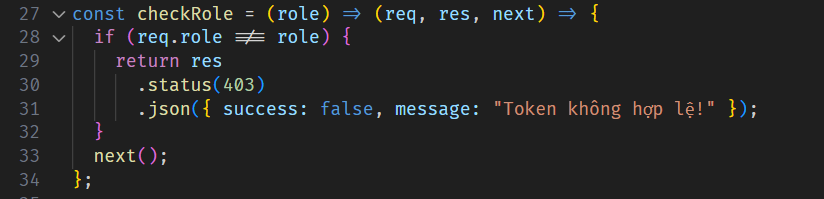 27 const checkRole = (role) => (req, res, next) => {
28 if (req.role !== role) {
29 return res
30 .status(403)
31 .json({ success: false, message: "Token không hợp lệ!" });
32 }
33 next();
34 };